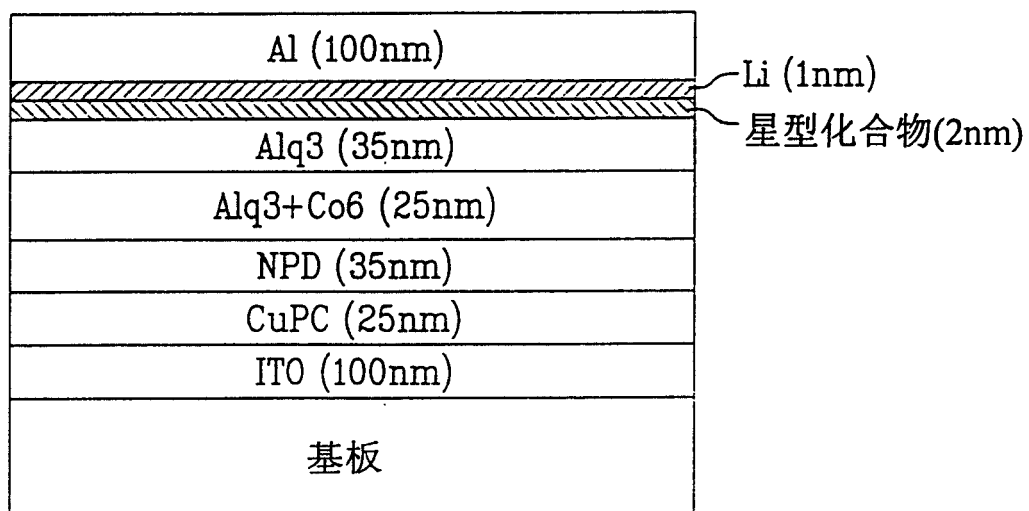 Al (100nm)
Li (1nm)
星型化合物(2nm)
Alq3 (35nm)
Alq3+Co6 (25nm)
NPD (35nm)
CuPC (25nm)
ITO (100nm)
基板